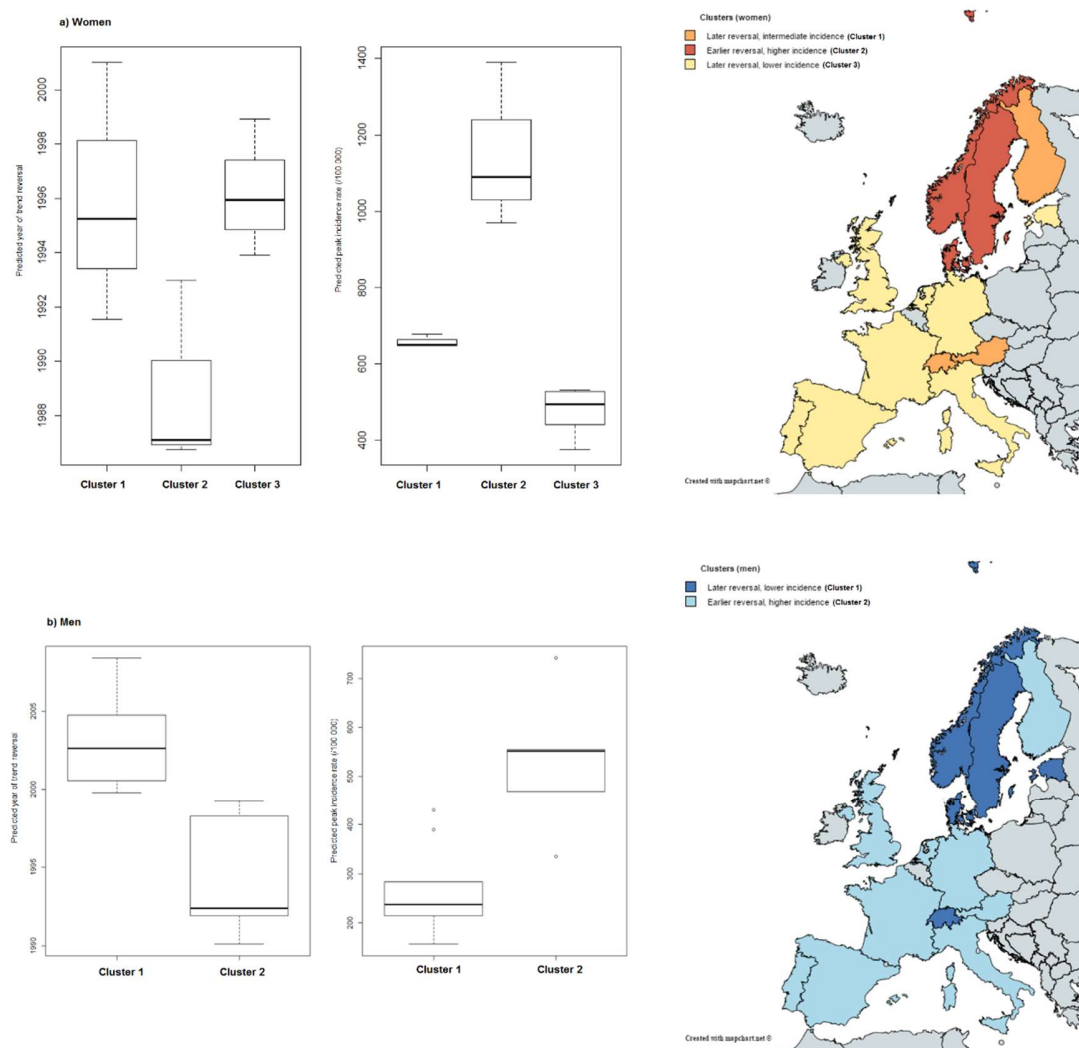 a) Women
Predicted year of trend reversal
2000
1998
1996
1994
1992
1990
1988
Cluster 1
Cluster 2
Cluster 3
Predicted peak incidence rate (/100 000)
1400
1200
1000
800
600
400
Cluster 1
Cluster 2
Cluster 3
Clusters (women)
Later reversal, intermediate incidence (Cluster 1)
Earlier reversal, higher incidence (Cluster 2)
Later reversal, lower incidence (Cluster 3)
Created with mapchart.net ©
b) Men
Predicted year of trend reversal
2005
2000
1995
1990
Cluster 1
Cluster 2
Predicted peak incidence rate (/100 000)
700
600
500
400
300
200
Cluster 1
Cluster 2
Clusters (men)
Later reversal, lower incidence (Cluster 1)
Earlier reversal, higher incidence (Cluster 2)
Created with mapchart.net ©